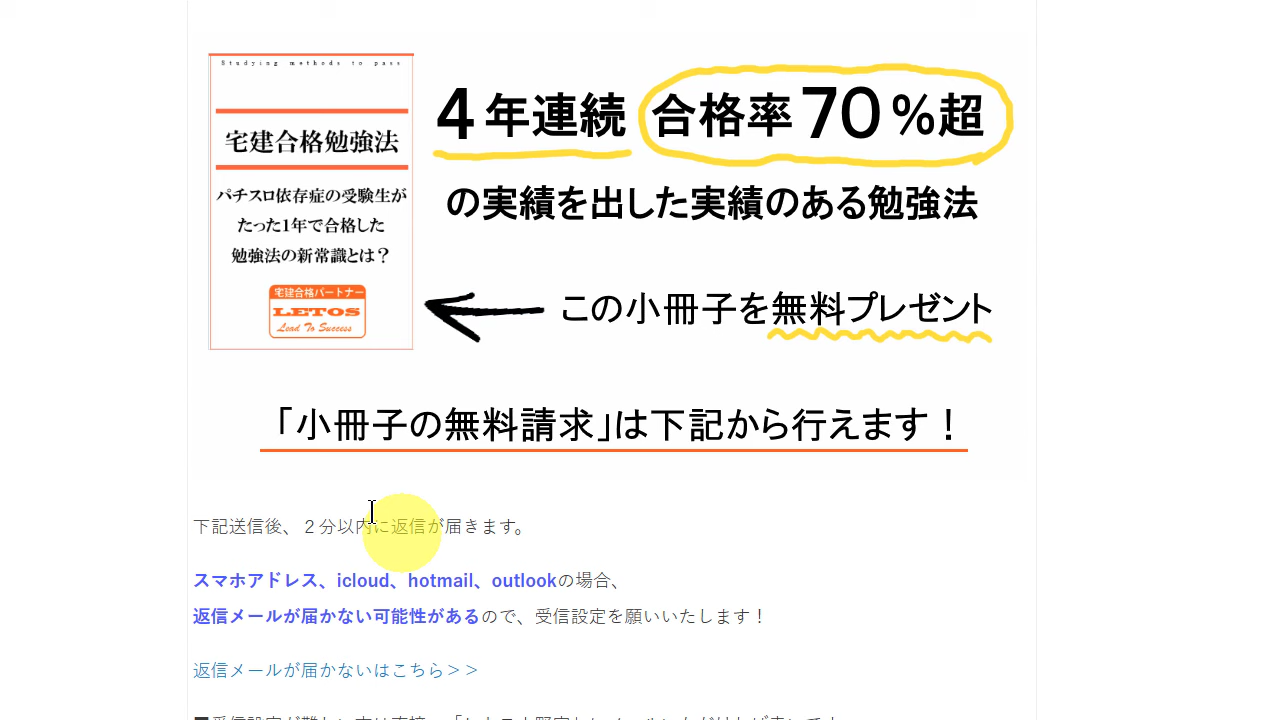 Studying methods to pass
宅建合格勉強法
パチスロ依存症の受験生が
たった1年で合格した
勉強法の新常識とは？
宅建合格パートナー
LETOS
Lead To Success
４年連続 合格率70％超
の実績を出した実績のある勉強法
この小冊子を無料プレゼント
「小冊子の無料請求」は下記から行えます！
下記送信後、２分以内に返信が届きます。
スマホアドレス、icloud、hotmail、outlookの場合、
返信メールが届かない可能性があるので、受信設定を願いいたします！
返信メールが届かないはこちら＞＞